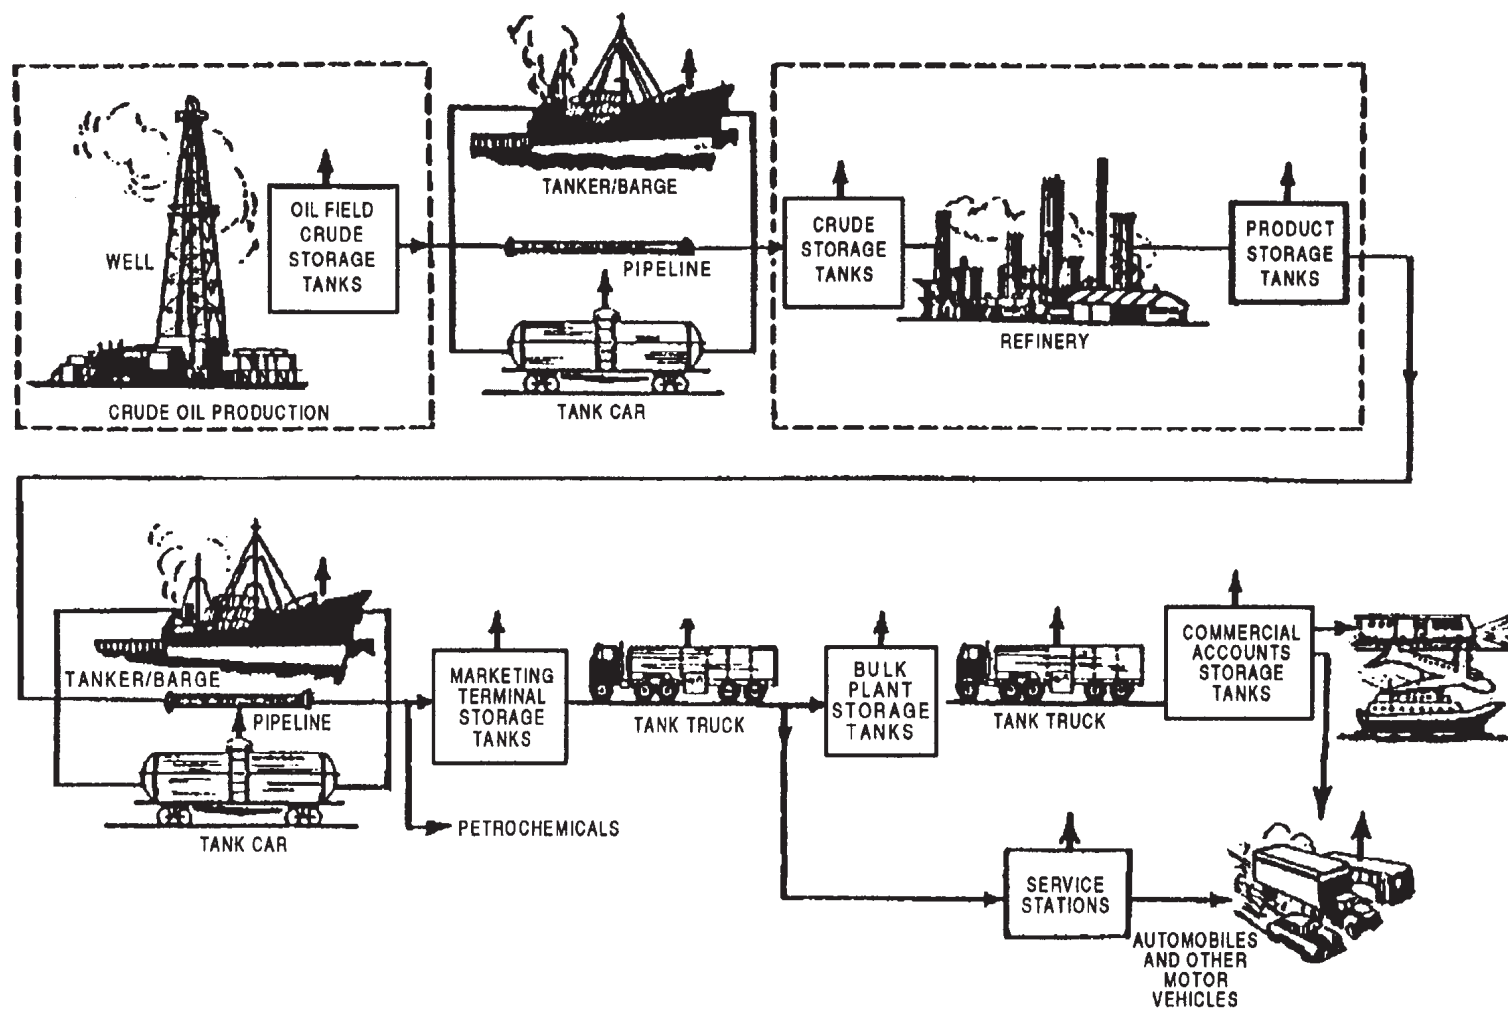 TANKER/BARGE
WELL
OIL FIELD
CRUDE
STORAGE
TANKS
PIPELINE
CRUDE
STORAGE
TANKS
PRODUCT
STORAGE
TANKS
REFINERY
CRUDE OIL PRODUCTION
TANK CAR
TANKER/BARGE
PIPELINE
TANK CAR
MARKETING
TERMINAL
STORAGE
TANKS
PETROCHEMICALS
TANK TRUCK
BULK
PLANT
STORAGE
TANKS
TANK TRUCK
COMMERCIAL
ACCOUNTS
STORAGE
TANKS
SERVICE
STATIONS
AUTOMOBILES
AND OTHER
MOTOR
VEHICLES